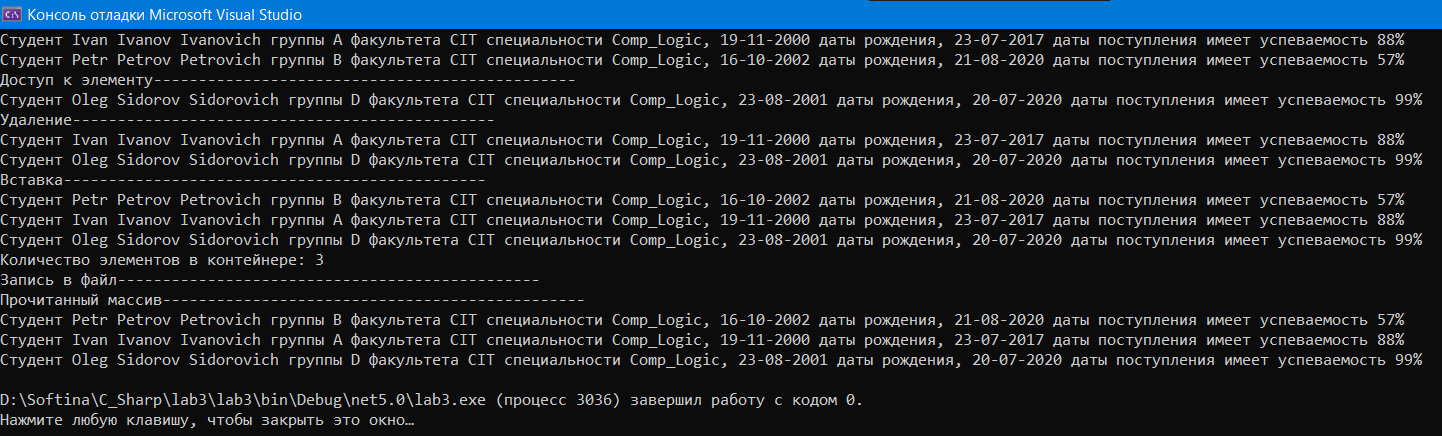 Консоль отладки Microsoft Visual Studio
Студент Ivan Ivanov Ivanovich группы A факультета CIT специальности Comp_Logic, 19-11-2000 даты рождения, 23-07-2017 даты поступления имеет успеваемость 88%
Студент Petr Petrov Petrovich группы B факультета CIT специальности Comp_Logic, 16-10-2002 даты рождения, 21-08-2020 даты поступления имеет успеваемость 57%
Доступ к элементу-----------------------------------------------
Студент Oleg Sidorov Sidorovich группы D факультета CIT специальности Comp_Logic, 23-08-2001 даты рождения, 20-07-2020 даты поступления имеет успеваемость 99%
Удаление-----------------------------------------------
Студент Ivan Ivanov Ivanovich группы A факультета CIT специальности Comp_Logic, 19-11-2000 даты рождения, 23-07-2017 даты поступления имеет успеваемость 88%
Студент Oleg Sidorov Sidorovich группы D факультета CIT специальности Comp_Logic, 23-08-2001 даты рождения, 20-07-2020 даты поступления имеет успеваемость 99%
Вставка-----------------------------------------------
Студент Petr Petrov Petrovich группы B факультета CIT специальности Comp_Logic, 16-10-2002 даты рождения, 21-08-2020 даты поступления имеет успеваемость 57%
Студент Ivan Ivanov Ivanovich группы A факультета CIT специальности Comp_Logic, 19-11-2000 даты рождения, 23-07-2017 даты поступления имеет успеваемость 88%
Студент Oleg Sidorov Sidorovich группы D факультета CIT специальности Comp_Logic, 23-08-2001 даты рождения, 20-07-2020 даты поступления имеет успеваемость 99%
Количество элементов в контейнере: 3
Запись в файл-----------------------------------------------
Прочитанный массив-----------------------------------------------
Студент Petr Petrov Petrovich группы B факультета CIT специальности Comp_Logic, 16-10-2002 даты рождения, 21-08-2020 даты поступления имеет успеваемость 57%
Студент Ivan Ivanov Ivanovich группы A факультета CIT специальности Comp_Logic, 19-11-2000 даты рождения, 23-07-2017 даты поступления имеет успеваемость 88%
Студент Oleg Sidorov Sidorovich группы D факультета CIT специальности Comp_Logic, 23-08-2001 даты рождения, 20-07-2020 даты поступления имеет успеваемость 99%
D:\Softina\C_Sharp\lab3\lab3\bin\Debug\net5.0\lab3.exe (процесс 3036) завершил работу с кодом 0.
Нажмите любую клавишу, чтобы закрыть это окно…